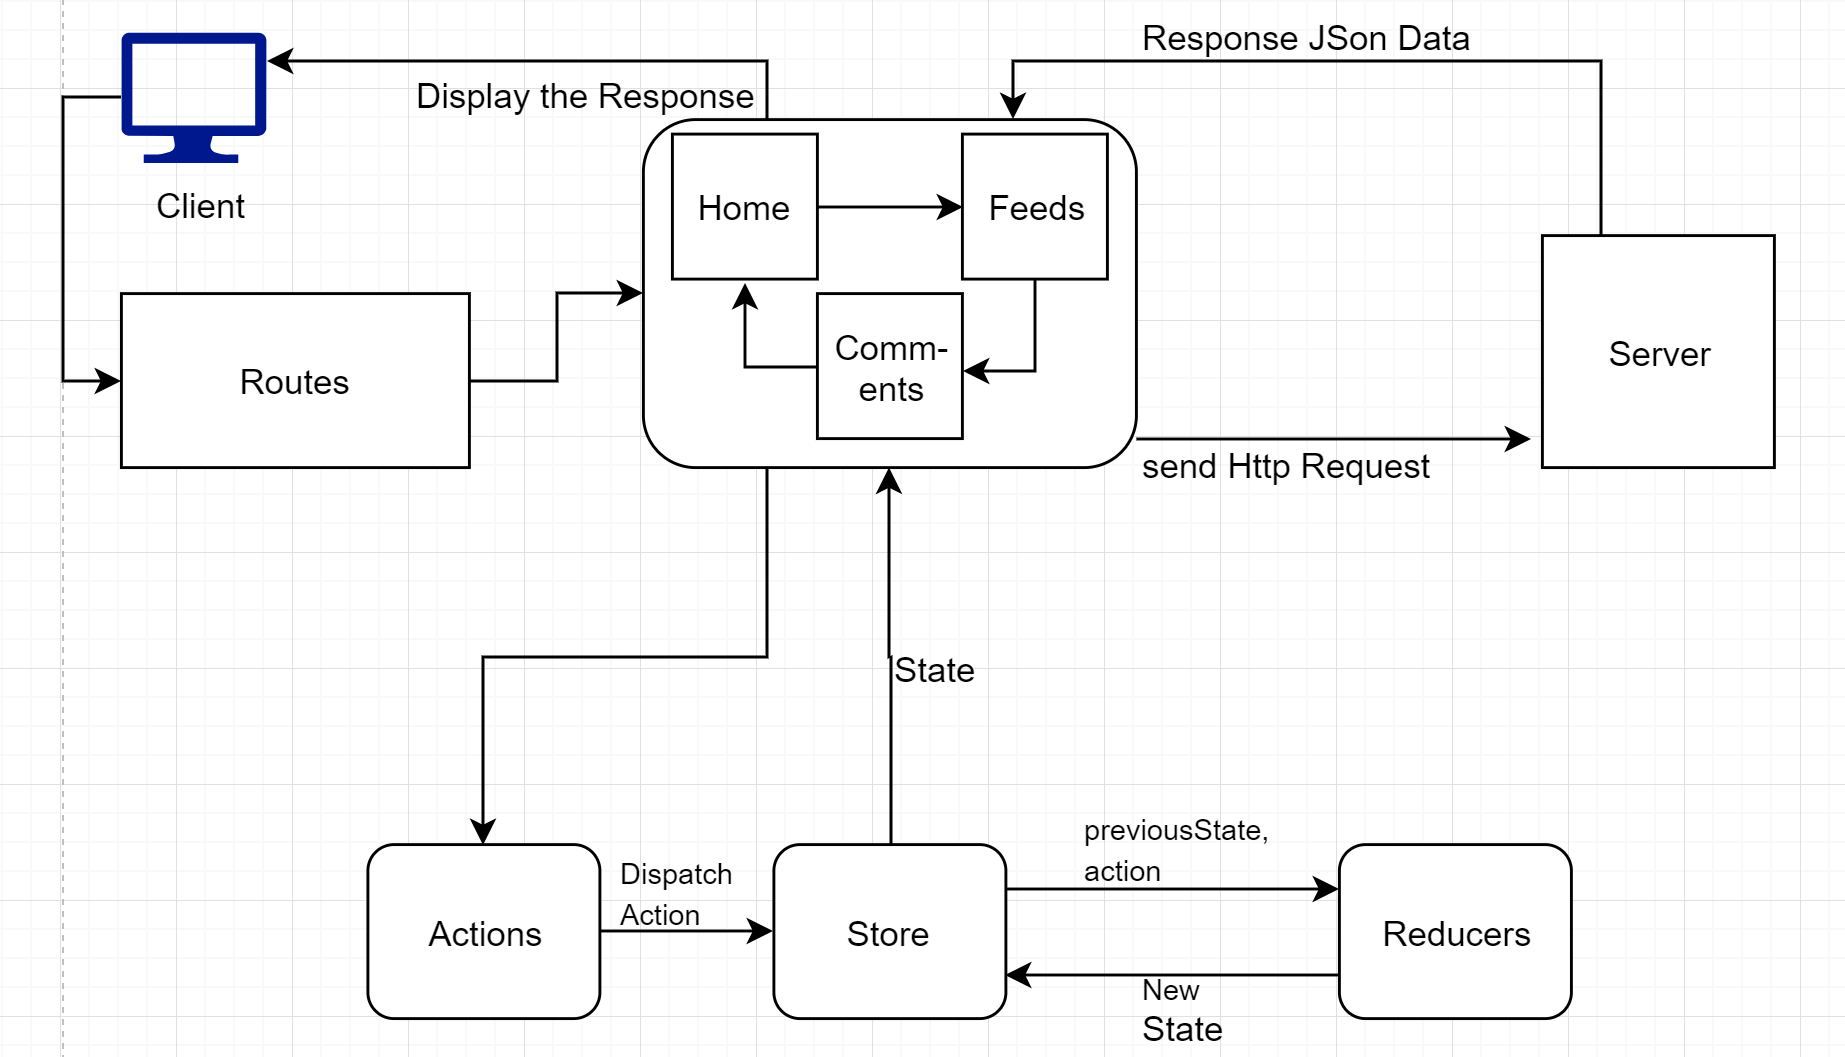 Response JSon Data
Display the Response
Client
Home
Feeds
Comm-
ents
Routes
Server
send Http Request
State
previousState,
action
Dispatch
Action
Actions
Store
Reducers
New
State